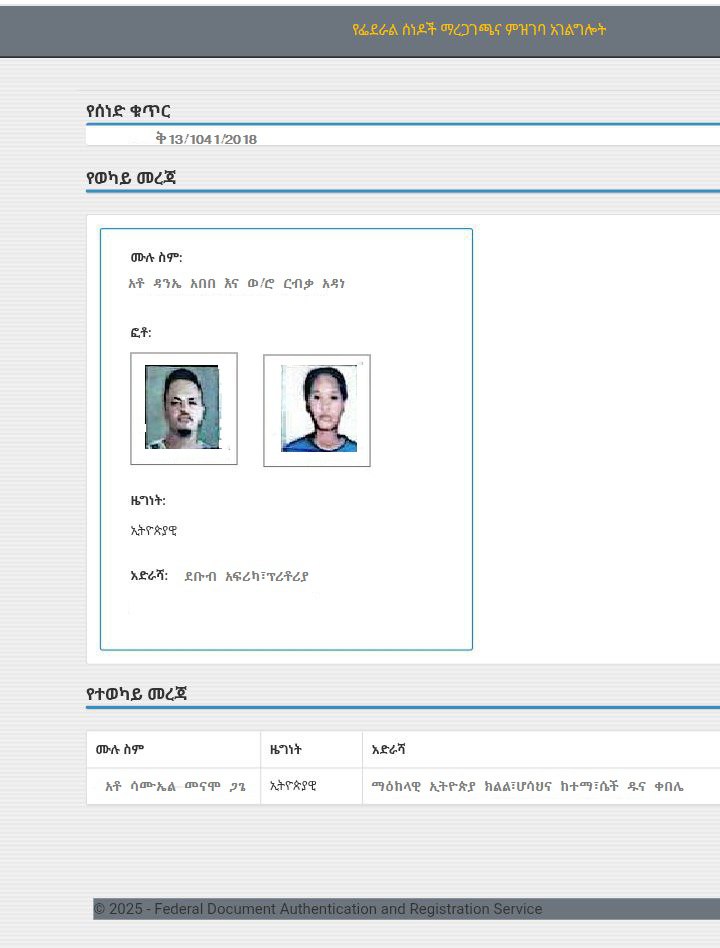 የፌደራል ሰነዶች ማረጋገጫና ምዝገባ አገልግሎት
የሰነድ ቁጥር
ቅ13/1041/2018
የወካይ መረጃ
ሙሉ ስም:
አቶ ዳንኤ አበበ እና ወ/ሮ ርብቃ አዳነ
ፎቶ:
ዜግነት:
ኢትዮጵያዊ
አድራሻ: ደቡብ አፍሪካ፣ፕሪቶሪያ
የተወካይ መረጃ
ሙሉ ስም ዜግነት አድራሻ
አቶ ሳሙኤል መናሞ ጋጌ ኢትዮጵያዊ ማዕከላዊ ኢትዮጵያ ክልል፣ሆሳህና ከተማ፣ሴች ዱና ቀበሌ
© 2025 - Federal Document Authentication and Registration Service